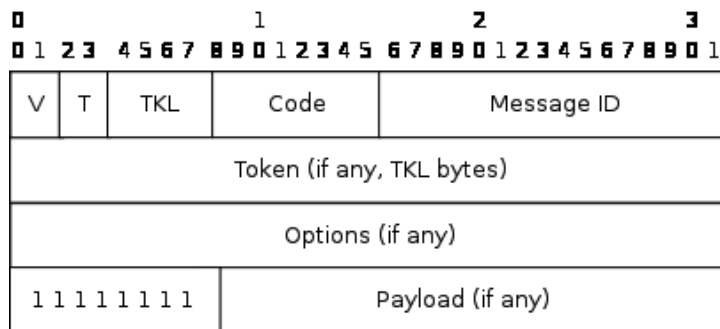 0 1 2 3
0 1 2 3 4 5 6 7 8 9 0 1 2 3 4 5 6 7 8 9 0 1 2 3 4 5 6 7 8 9 0 1
V T TKL Code Message ID
Token (if any, TKL bytes)
Options (if any)
1 1 1 1 1 1 1 1 Payload (if any)